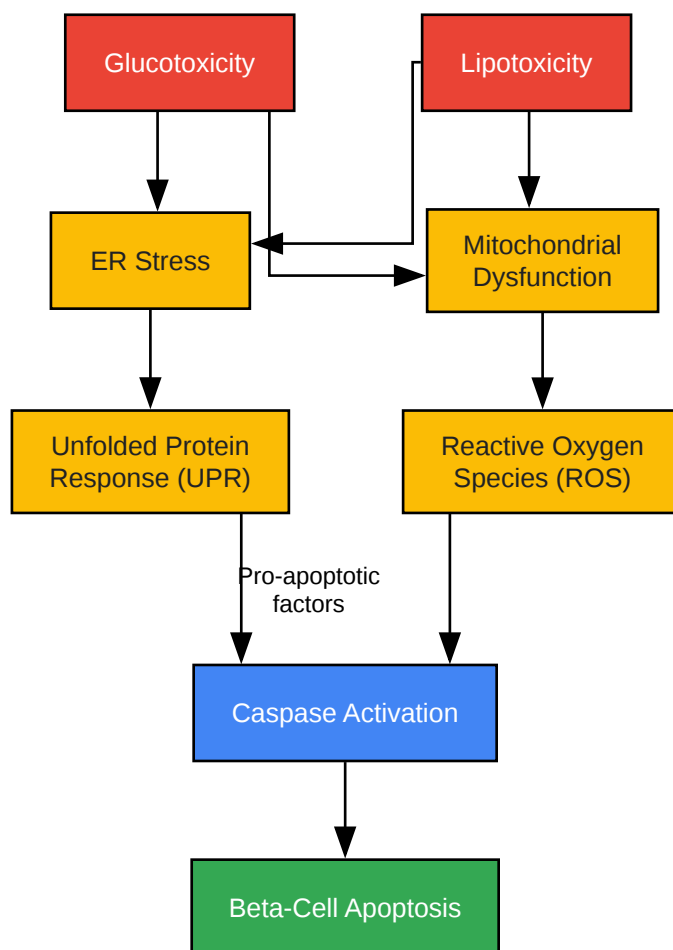 Glucotoxicity
Lipotoxicity
ER Stress
Mitochondrial
Dysfunction
Unfolded Protein
Response (UPR)
Reactive Oxygen
Species (ROS)
Pro-apoptotic
factors
Caspase Activation
Beta-Cell Apoptosis